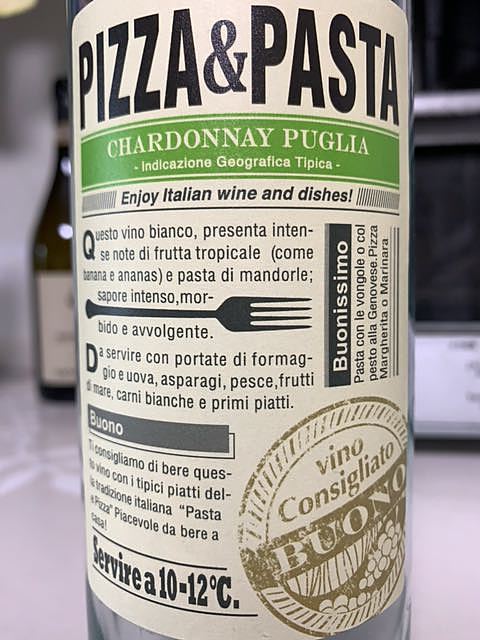 PIZZA&PASTA
CHARDONNAY PUGLIA
- Indicazione Geografica Tipica -
Enjoy Italian wine and dishes!
Questo vino bianco, presenta inten-
se note di frutta tropicale (come
banana e ananas) e pasta di mandorle;
sapore intenso,mor-
bido e avvolgente.
Da servire con portate di formag-
gio e uova, asparagi, pesce,frutti
di mare, carni bianche e primi piatti.
Buonissimo
Pasta con le vongole o col
pesto alla Genovese.Pizza
Margherita o Marinara
Buono
Ti consigliamo di bere ques-
to vino con i tipici piatti del-
la tradizione italiana "Pasta
e Pizza" Piacevole da bere a
casa!
Servire a 10-12°C.
vino
Consigliato
BUONO